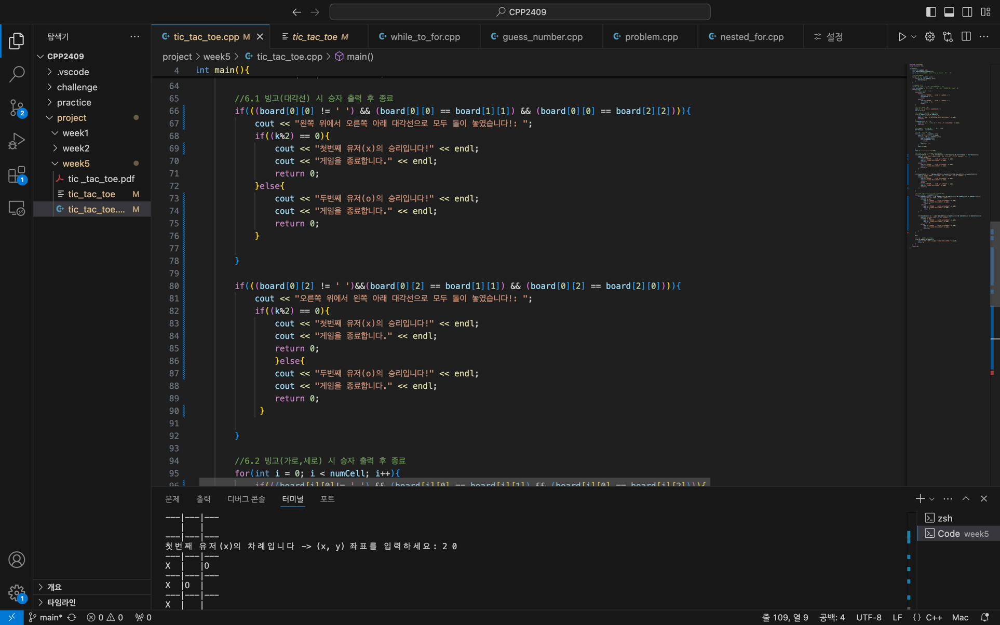 CPP2409
탐색기
CPP2409
.vscode
challenge
practice
project
week1
week2
week5
tic _tac_toe.pdf
tic_tac_toe M
tic_tac_toe.... M
개요
타임라인
2
1
1
tic_tac_toe.cpp M
tic_tac_toe M
while_to_for.cpp
guess_number.cpp
problem.cpp
nested_for.cpp
설정
project > week5 > tic_tac_toe.cpp > main()
4 int main(){
64
65 //6.1 빙고(대각선) 시 승자 출력 후 종료
66 if(((board[0][0] != ' ') && (board[0][0] == board[1][1]) && (board[0][0] == board[2][2]))){
67 cout << "왼쪽 위에서 오른쪽 아래 대각선으로 모두 돌이 놓였습니다!: ";
68 if((k%2) == 0){
69 cout << "첫번째 유저(x)의 승리입니다!" << endl;
70 cout << "게임을 종료합니다." << endl;
71 return 0;
72 }else{
73 cout << "두번째 유저(o)의 승리입니다!" << endl;
74 cout << "게임을 종료합니다." << endl;
75 return 0;
76 }
77
78 }
79
80 if(((board[0][2] != ' ')&&(board[0][2] == board[1][1]) && (board[0][2] == board[2][0]))){
81 cout << "오른쪽 위에서 왼쪽 아래 대각선으로 모두 돌이 놓였습니다!: ";
82 if((k%2) == 0){
83 cout << "첫번째 유저(x)의 승리입니다!" << endl;
84 cout << "게임을 종료합니다." << endl;
85 return 0;
86 }else{
87 cout << "두번째 유저(o)의 승리입니다!" << endl;
88 cout << "게임을 종료합니다." << endl;
89 return 0;
90 }
91
92 }
93
94 //6.2 빙고(가로,세로) 시 승자 출력 후 종료
95 for(int i = 0; i < numCell; i++){
96 if(((board[i][0]!= ' ') && (board[i][0] == board[i][1]) && (board[i][0] == board[i][2]))){
문제 출력 디버그 콘솔 터미널 포트
---|---|---
   |   |
---|---|---
첫번째 유저(x)의 차례입니다 -> (x, y) 좌표를 입력하세요: 2 0
---|---|---
X  |   |O
---|---|---
X  |O  |
---|---|---
X  |   |
zsh
Code week5
main* 0 0 0
줄 109, 열 9 공백: 4 UTF-8 LF {} C++ Mac